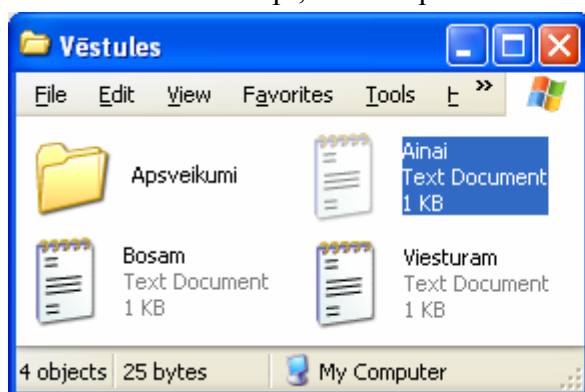 Vēstules
File Edit View Favorites Tools »
Apsveikumi
Ainai
Text Document
1 KB
Bosam
Text Document
1 KB
Viesturam
Text Document
1 KB
4 objects 25 bytes My Computer